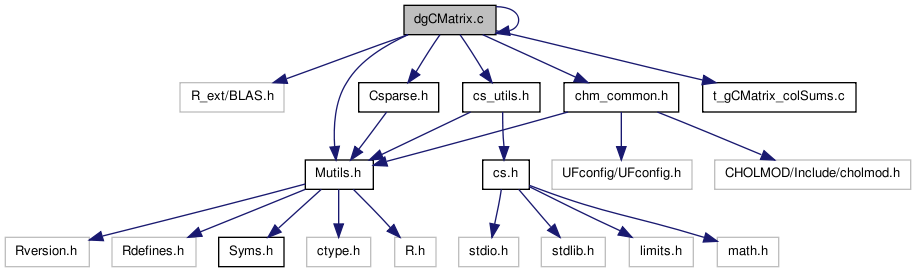 dgCMatrix.c
R_ext/BLAS.h
Csparse.h
cs_utils.h
chm_common.h
t_gCMatrix_colSums.c
Mutils.h
cs.h
UFconfig/UFconfig.h
CHOLMOD/Include/cholmod.h
Rversion.h
Rdefines.h
Syms.h
ctype.h
R.h
stdio.h
stdlib.h
limits.h
math.h